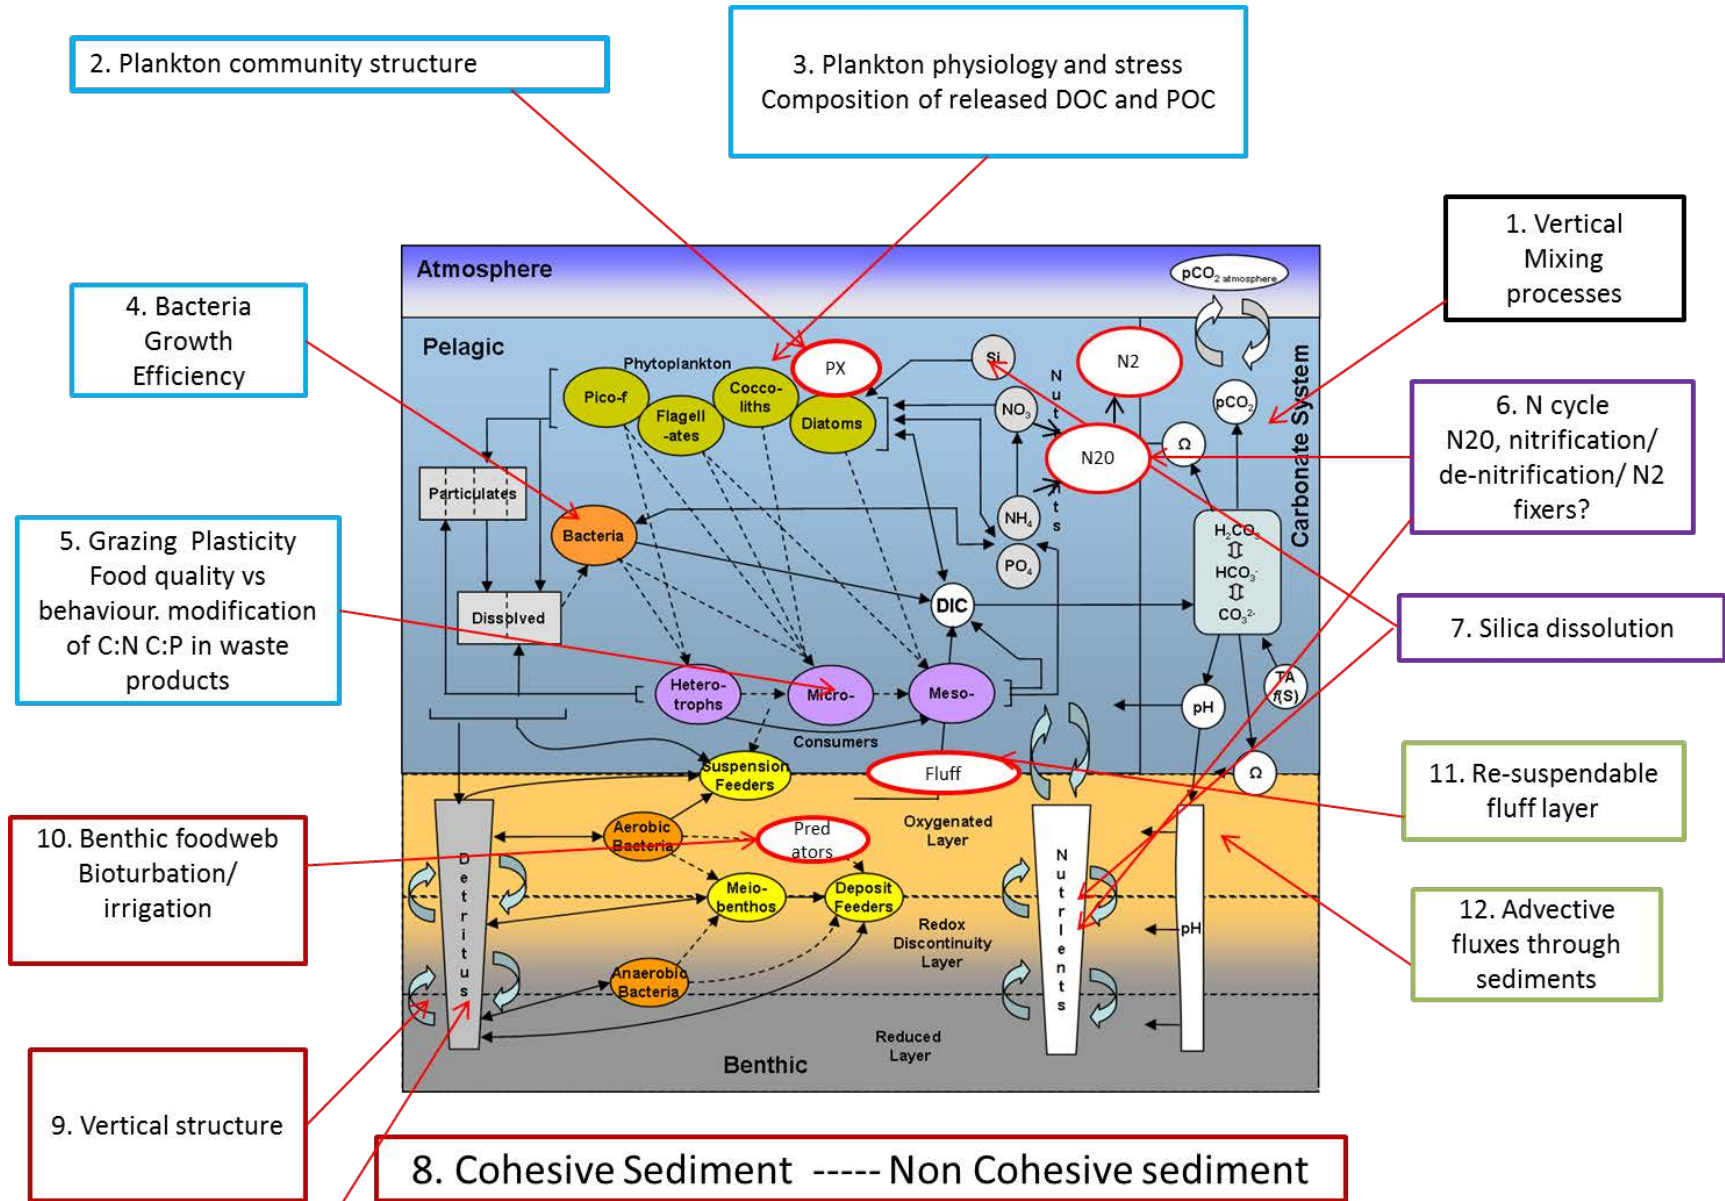 2. Plankton community structure
3. Plankton physiology and stress
Composition of released DOC and POC
1. Vertical
Mixing
processes
4. Bacteria
Growth
Efficiency
5. Grazing Plasticity
Food quality vs
behaviour. modification
of C:N C:P in waste
products
6. N cycle
N20, nitrification/
de-nitrification/ N2
fixers?
7. Silica dissolution
11. Re-suspendable
fluff layer
12. Advective
fluxes through
sediments
10. Benthic foodweb
Bioturbation/
irrigation
9. Vertical structure
8. Cohesive Sediment ----- Non Cohesive sediment
Atmosphere
pCO₂ atmosphere
Pelagic
Phytoplankton
Pico-f
Flagell
-ates
Cocco-
liths
PX
Diatoms
Si
NO₃
N2
N20
NH₄
PO₄
Nut
ts
pCO₂
Ω
Carbonate System
H₂CO₃
HCO₃⁻
CO₃²⁻
TA
f(S)
pH
Ω
Particulates
Bacteria
Dissolved
DIC
Hetero-
trophs
Micro-
Meso-
Consumers
Suspension
Feeders
Fluff
Aerobic
Bacteria
Pred
ators
Oxygenated
Layer
Meio-
benthos
Deposit
Feeders
Redox
Discontinuity
Layer
Anaerobic
Bacteria
Detritus
Nutrients
pH
Reduced
Layer
Benthic